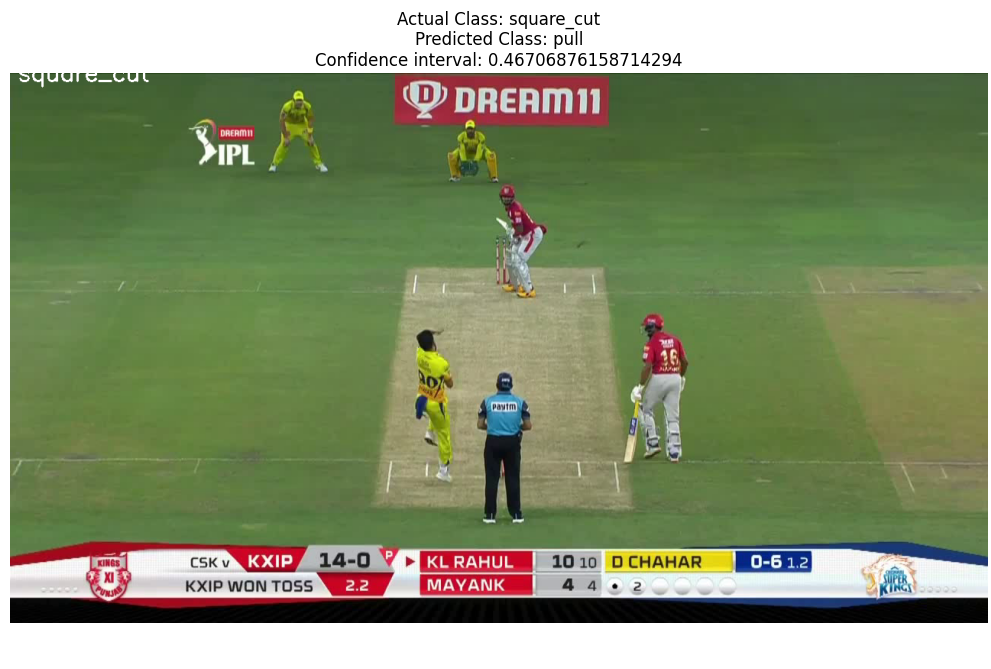 Actual Class: square_cut
Predicted Class: pull
Confidence interval: 0.46706876158714294
square_cut
DREAM11
DREAM11
IPL
90
16
paytm
CSK v KXIP 14-0 P
KL RAHUL 10 10 D CHAHAR 0-6 1.2
KXIP WON TOSS 2.2
MAYANK 4 4 2
KINGS XI PUNJAB
CHENNAI SUPER KINGS